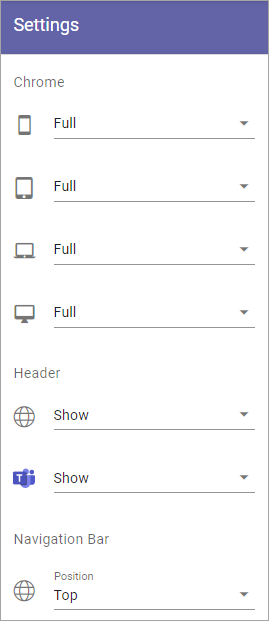 Settings
Chrome
Full
Full
Full
Full
Header
Show
Show
Navigation Bar
Position
Top